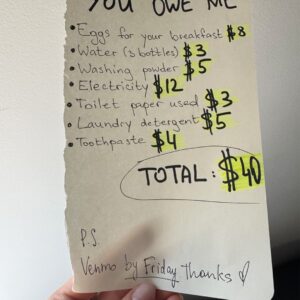 YOU OWE ME
• Eggs for your breakfast $8
• Water (3 bottles) $3
• Washing powder $5
• Electricity $12
• Toilet paper used $3
• Laundry detergent $5
• Toothpaste $4
TOTAL: $40
P.S.
Venmo by Friday Thanks ♡